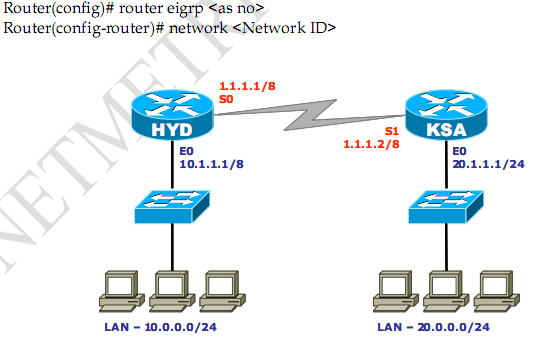 Router(config)# router eigrp <as no>
Router(config-router)# network <Network ID>
1.1.1.1/8
S0
HYD
KSA
S1
1.1.1.2/8
E0
10.1.1.1/8
E0
20.1.1.1/24
LAN – 10.0.0.0/24
LAN – 20.0.0.0/24
NETMETR